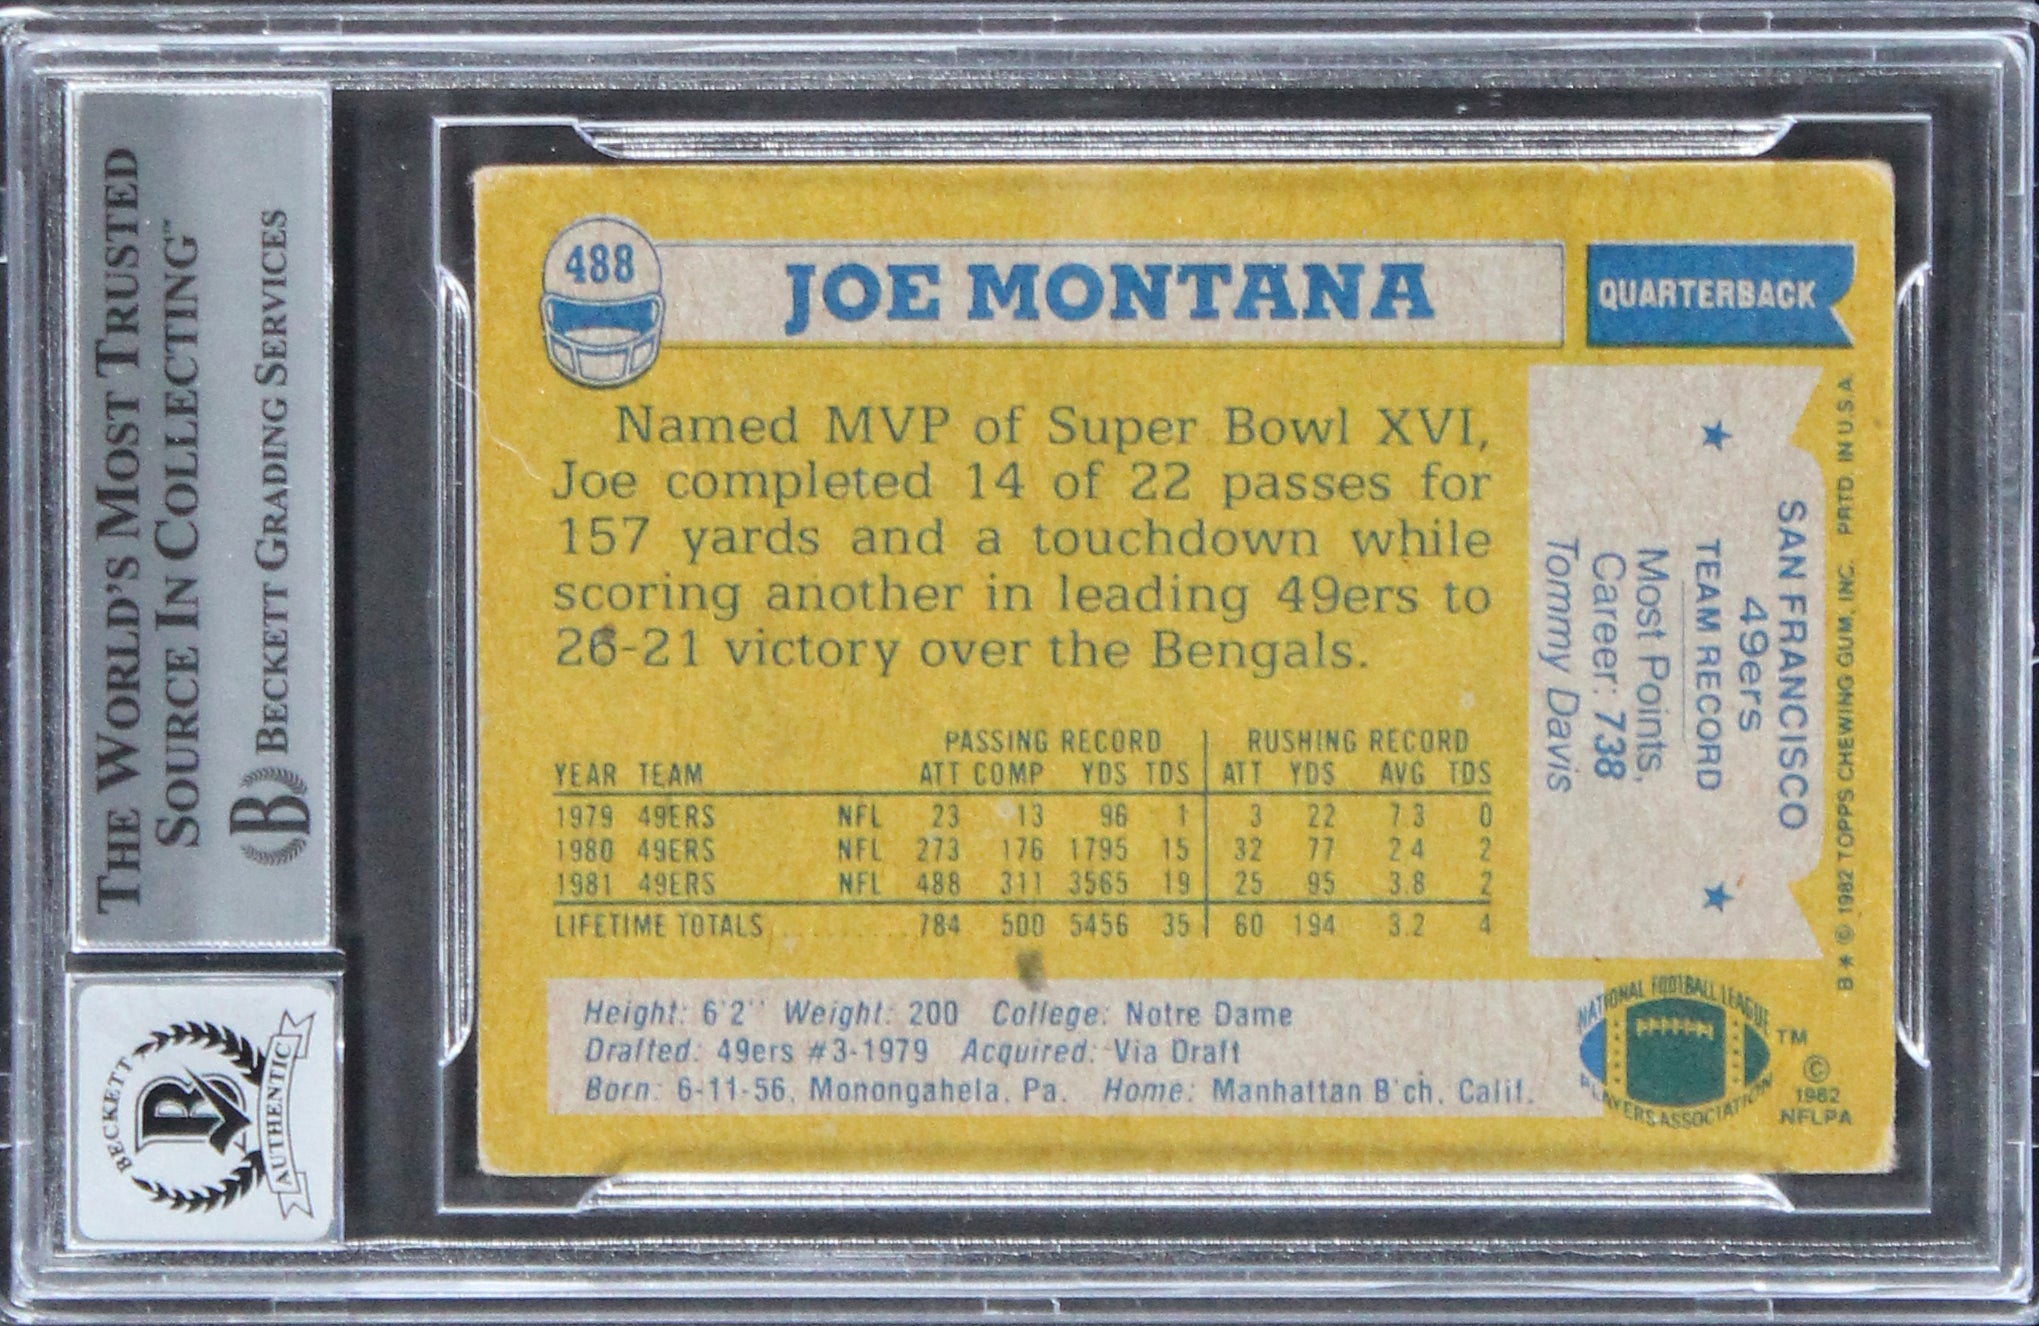 THE WORLD'S MOST TRUSTED
SOURCE IN COLLECTING™
B BECKETT GRADING SERVICES
BECKETT
B
AUTHENTIC
488
JOE MONTANA
QUARTERBACK
Named MVP of Super Bowl XVI,
Joe completed 14 of 22 passes for
157 yards and a touchdown while
scoring another in leading 49ers to
26-21 victory over the Bengals.
PASSING RECORD RUSHING RECORD
YEAR TEAM ATT COMP YDS TDS ATT YDS AVG TDS
1979 49ERS NFL 23 13 96 1 3 22 7.3 0
1980 49ERS NFL 273 176 1795 15 32 77 2.4 2
1981 49ERS NFL 488 311 3565 19 25 95 3.8 2
LIFETIME TOTALS 784 500 5456 35 60 194 3.2 4
Height: 6'2'' Weight: 200 College: Notre Dame
Drafted: 49ers #3-1979 Acquired: Via Draft
Born: 6-11-56, Monongahela, Pa. Home: Manhattan B'ch, Calif.
SAN FRANCISCO
49ers
★ TEAM RECORD ★
Most Points,
Career: 738
Tommy Davis
B * © 1982 TOPPS CHEWING GUM, INC. PRTD. IN U.S.A.
NATIONAL FOOTBALL LEAGUE
PLAYERS ASSOCIATION
TM
©
1982
NFLPA